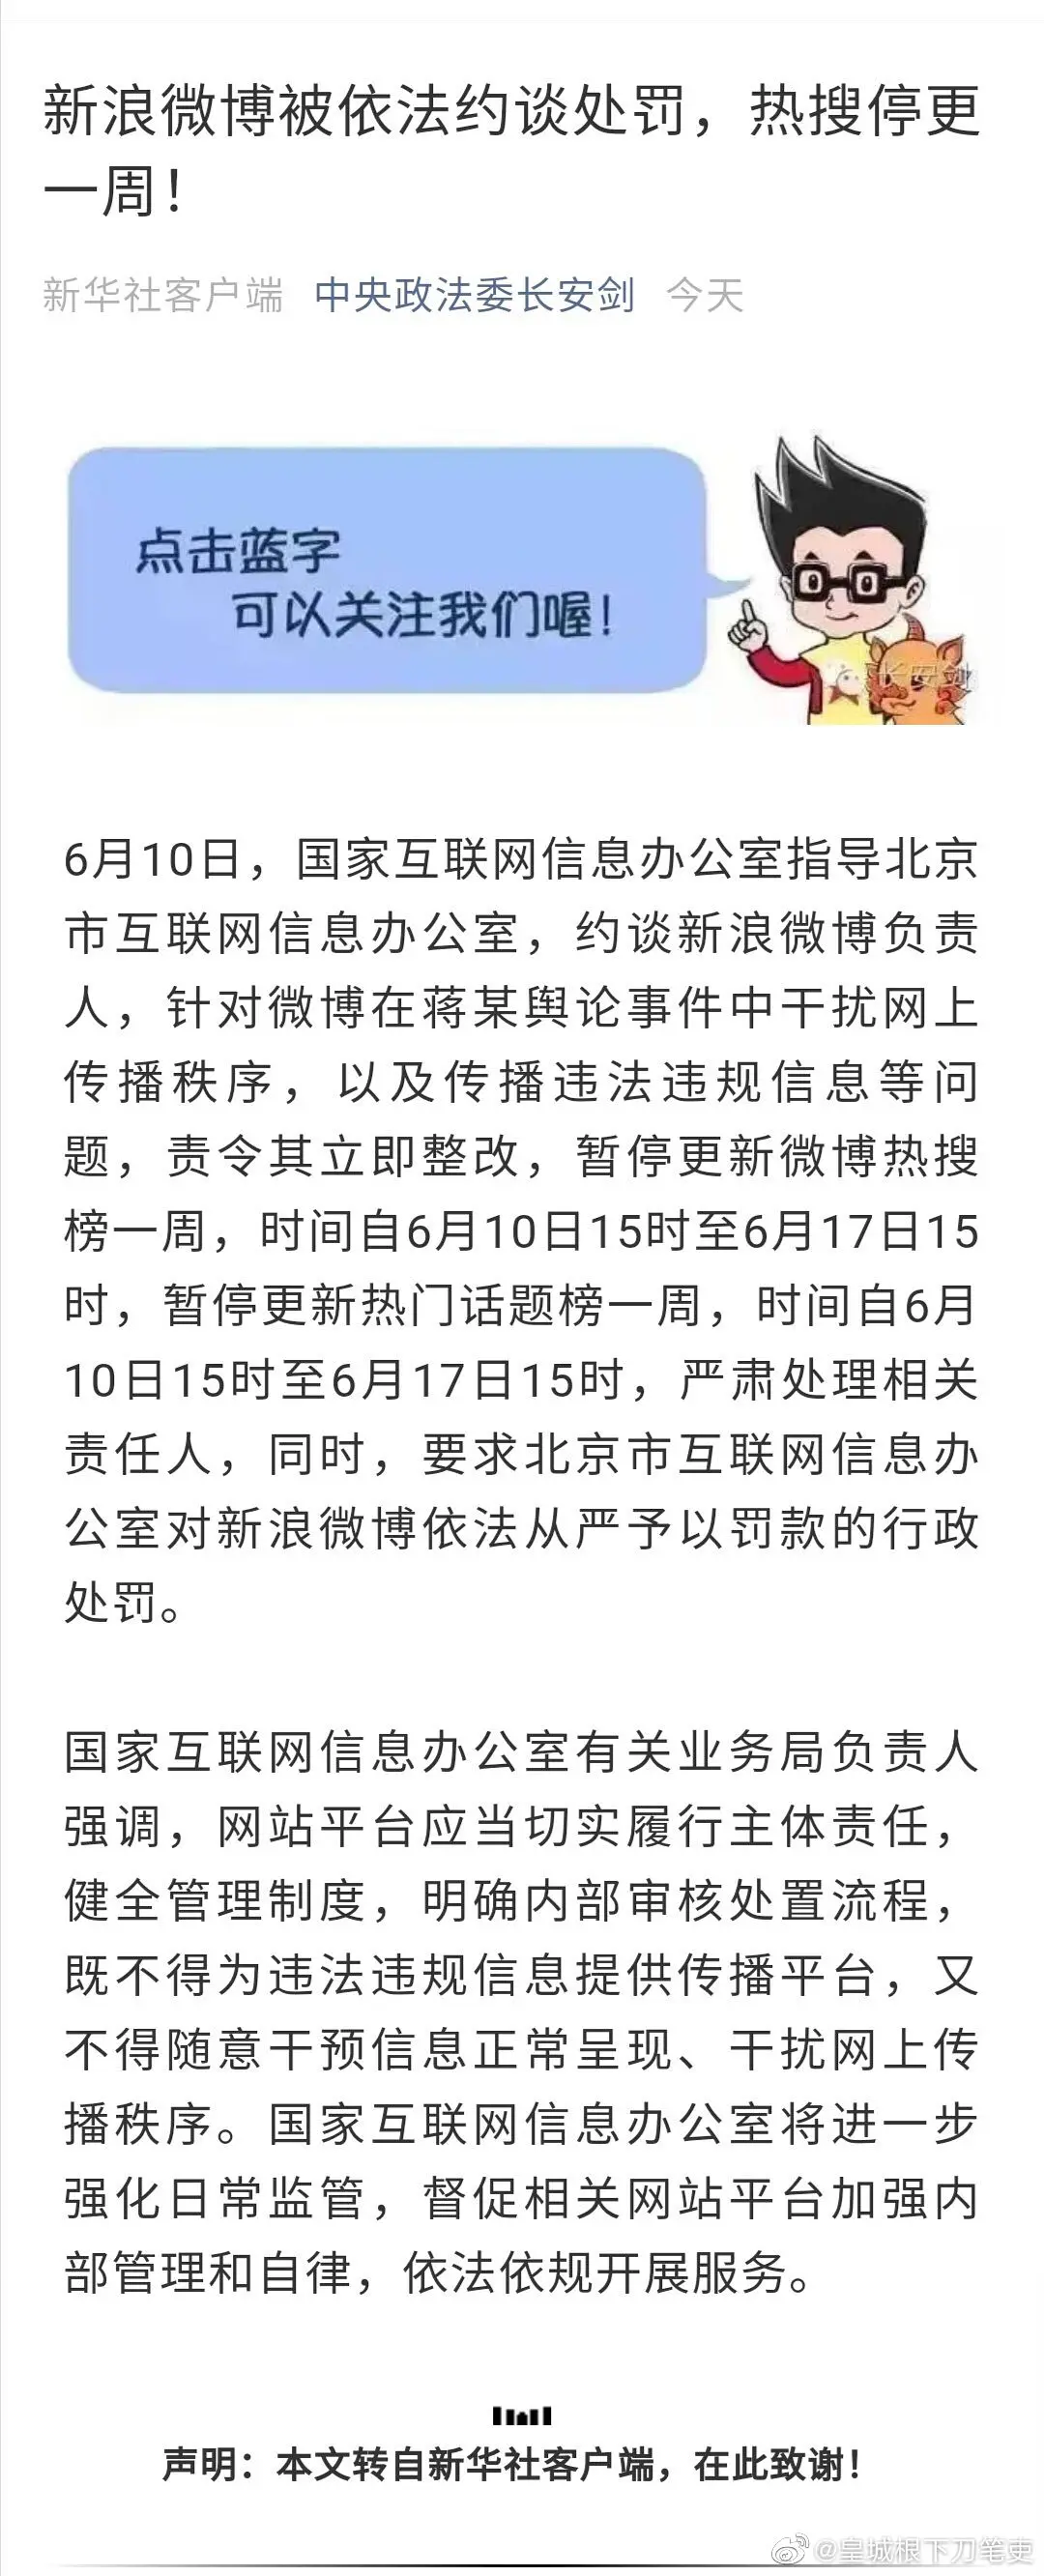 新浪微博被依法约谈处罚，热搜停更
一周！
新华社客户端 中央政法委长安剑 今天
点击蓝字
可以关注我们喔！
长安剑
6月10日，国家互联网信息办公室指导北京
市互联网信息办公室，约谈新浪微博负责
人，针对微博在蒋某舆论事件中干扰网上
传播秩序，以及传播违法违规信息等问
题，责令其立即整改，暂停更新微博热搜
榜一周，时间自6月10日15时至6月17日15
时，暂停更新热门话题榜一周，时间自6月
10日15时至6月17日15时，严肃处理相关
责任人，同时，要求北京市互联网信息办
公室对新浪微博依法从严予以罚款的行政
处罚。
国家互联网信息办公室有关业务局负责人
强调，网站平台应当切实履行主体责任，
健全管理制度，明确内部审核处置流程，
既不得为违法违规信息提供传播平台，又
不得随意干预信息正常呈现、干扰网上传
播秩序。国家互联网信息办公室将进一步
强化日常监管，督促相关网站平台加强内
部管理和自律，依法依规开展服务。
声明：本文转自新华社客户端，在此致谢！
@皇城根下刀笔吏